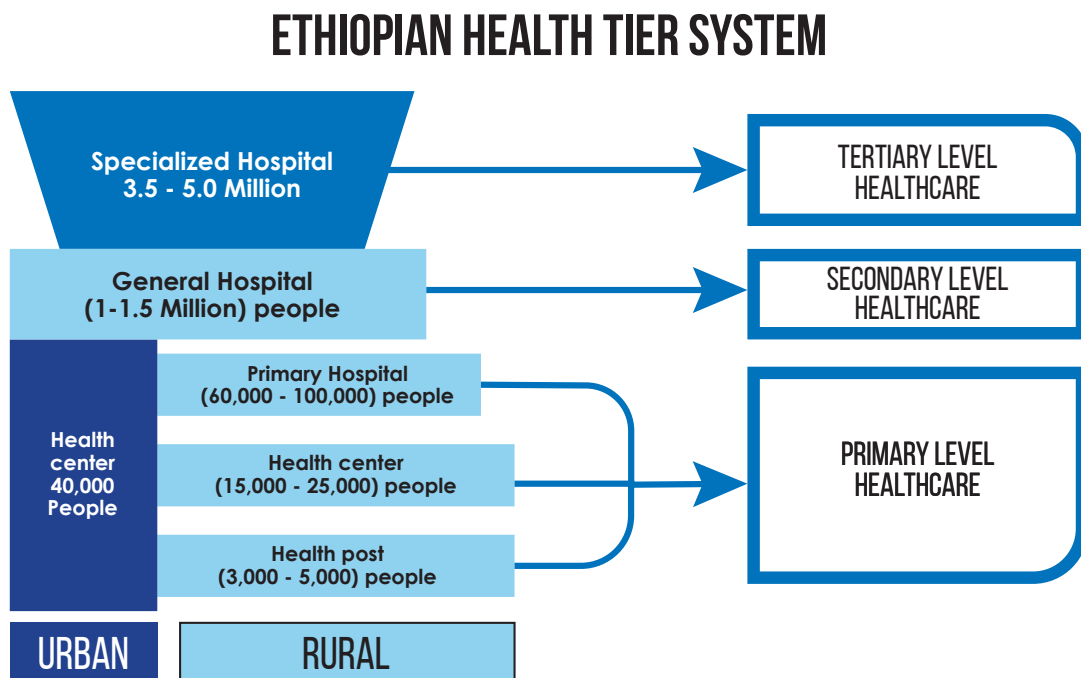 ETHIOPIAN HEALTH TIER SYSTEM
Specialized Hospital
3.5 - 5.0 Million
TERTIARY LEVEL
HEALTHCARE
General Hospital
(1-1.5 Million) people
SECONDARY LEVEL
HEALTHCARE
Health
center
40,000
People
Primary Hospital
(60,000 - 100,000) people
Health center
(15,000 - 25,000) people
Health post
(3,000 - 5,000) people
PRIMARY LEVEL
HEALTHCARE
URBAN
RURAL